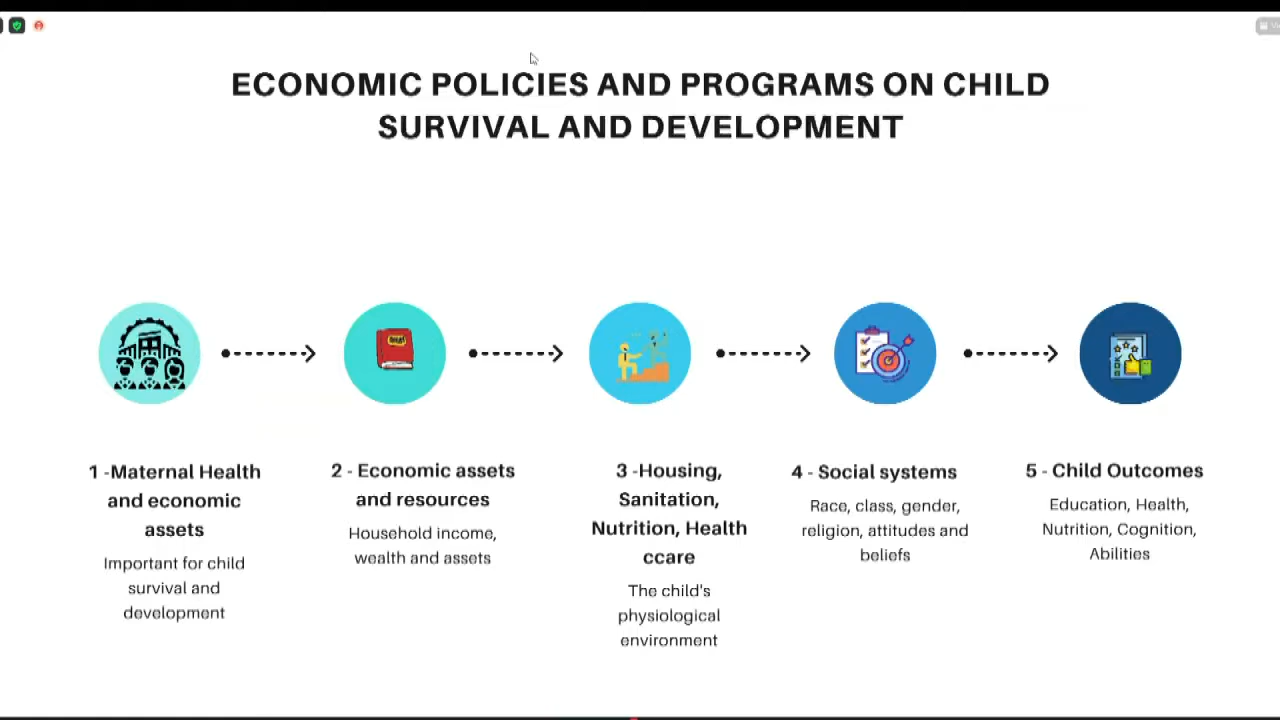 ECONOMIC POLICIES AND PROGRAMS ON CHILD
SURVIVAL AND DEVELOPMENT
1 -Maternal Health
and economic
assets
Important for child
survival and
development
2 - Economic assets
and resources
Household income,
wealth and assets
3 -Housing,
Sanitation,
Nutrition, Health
ccare
The child's
physiological
environment
4 - Social systems
Race, class, gender,
religion, attitudes and
beliefs
5 - Child Outcomes
Education, Health,
Nutrition, Cognition,
Abilities